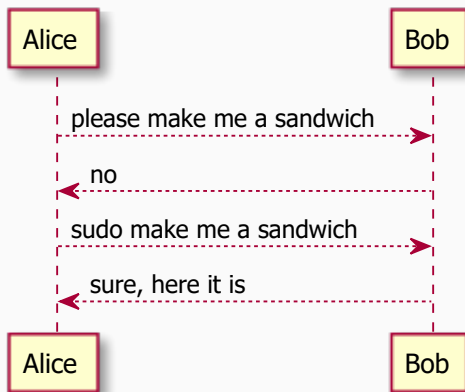 Alice Bob
please make me a sandwich
no
sudo make me a sandwich
sure, here it is
Alice Bob